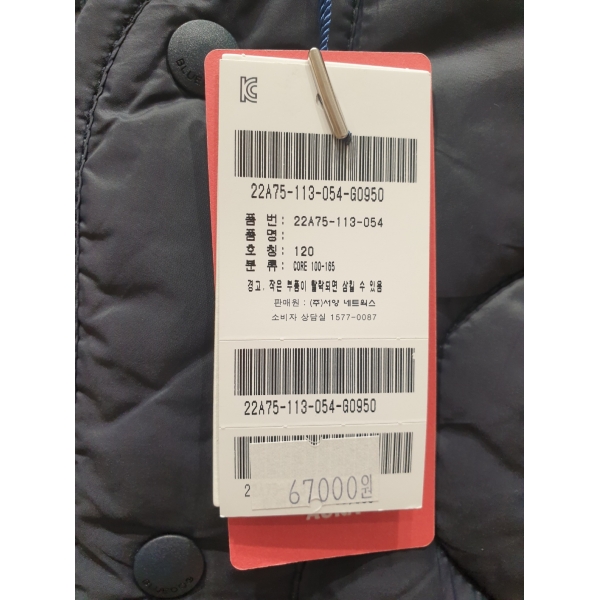 BLUE
KC
22A75-113-054-G0950
품 번: 22A75-113-054
품 명:
호 칭: 120
분 류: CORE 100-165
경고. 작은 부품이 탈락되면 삼킬 수 있음
판매원 : (주)서양 네트웍스
소비자 상담실 1577-0087
22A75-113-054-G0950
2
67000원